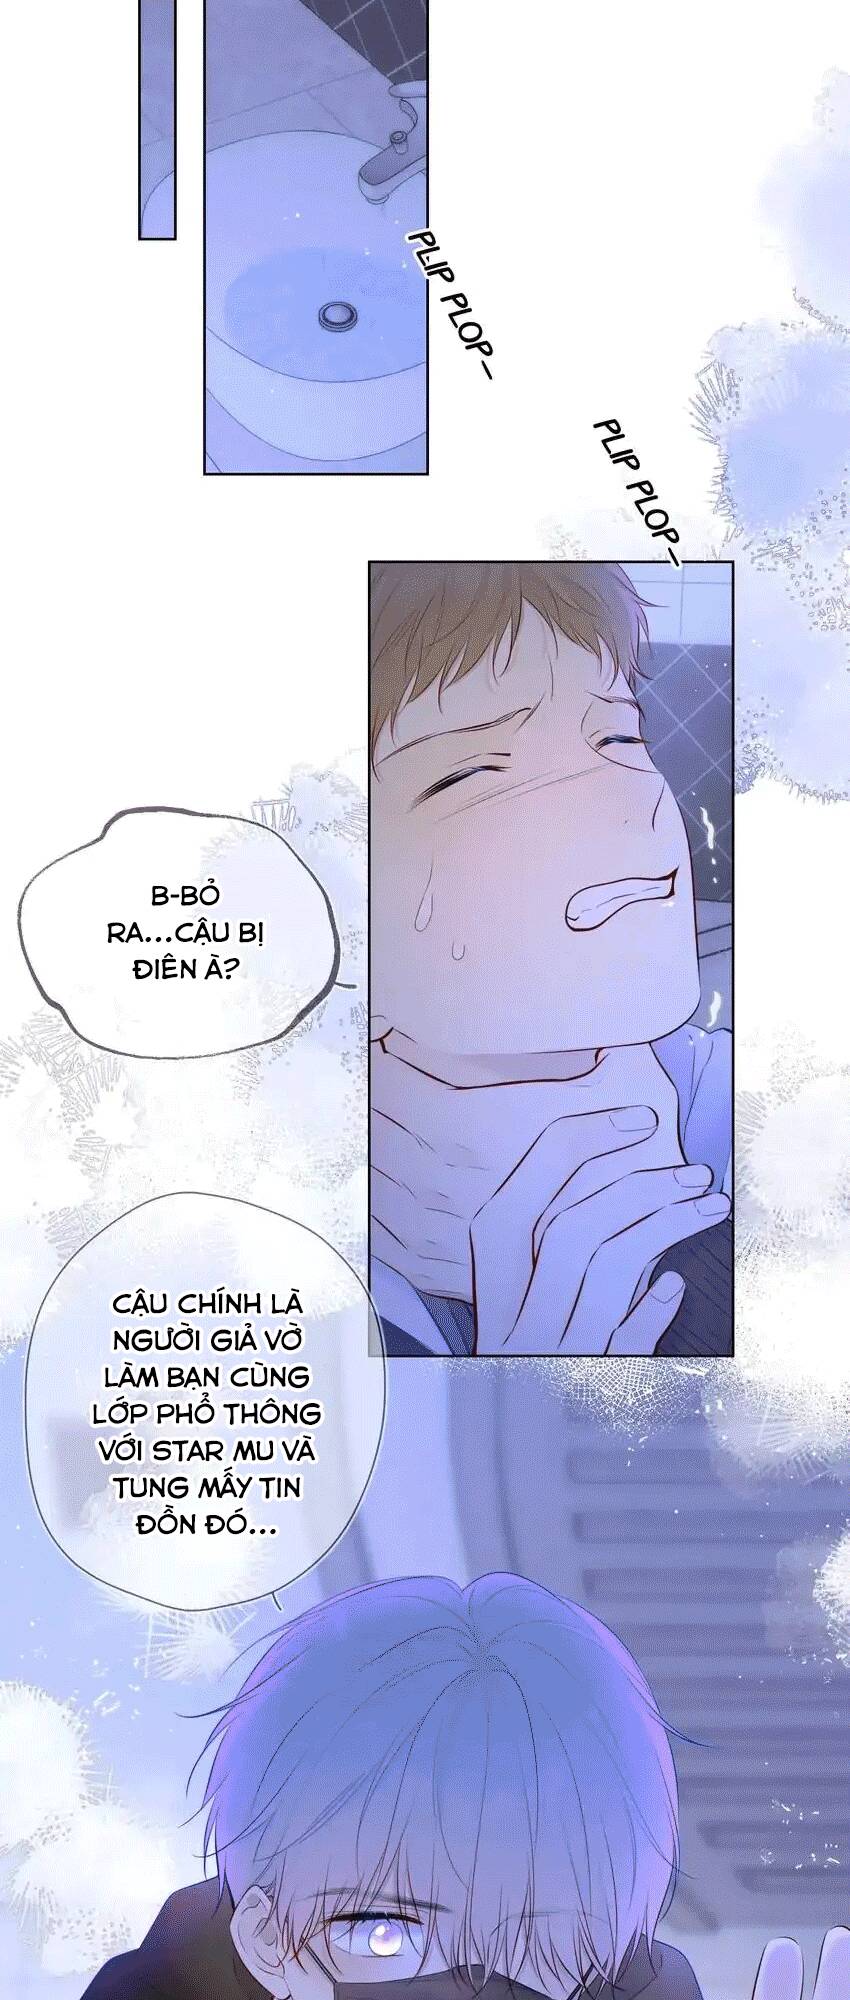 PLIP PLOP-
PLIP PLOP-
B-BỎ
RA...CẬU BỊ
ĐIÊN À?
CẬU CHÍNH LÀ
NGƯỜI GIẢ VỜ
LÀM BẠN CÙNG
LỚP PHỔ THÔNG
VỚI STAR MU VÀ
TUNG MẤY TIN
ĐỒN ĐÓ...